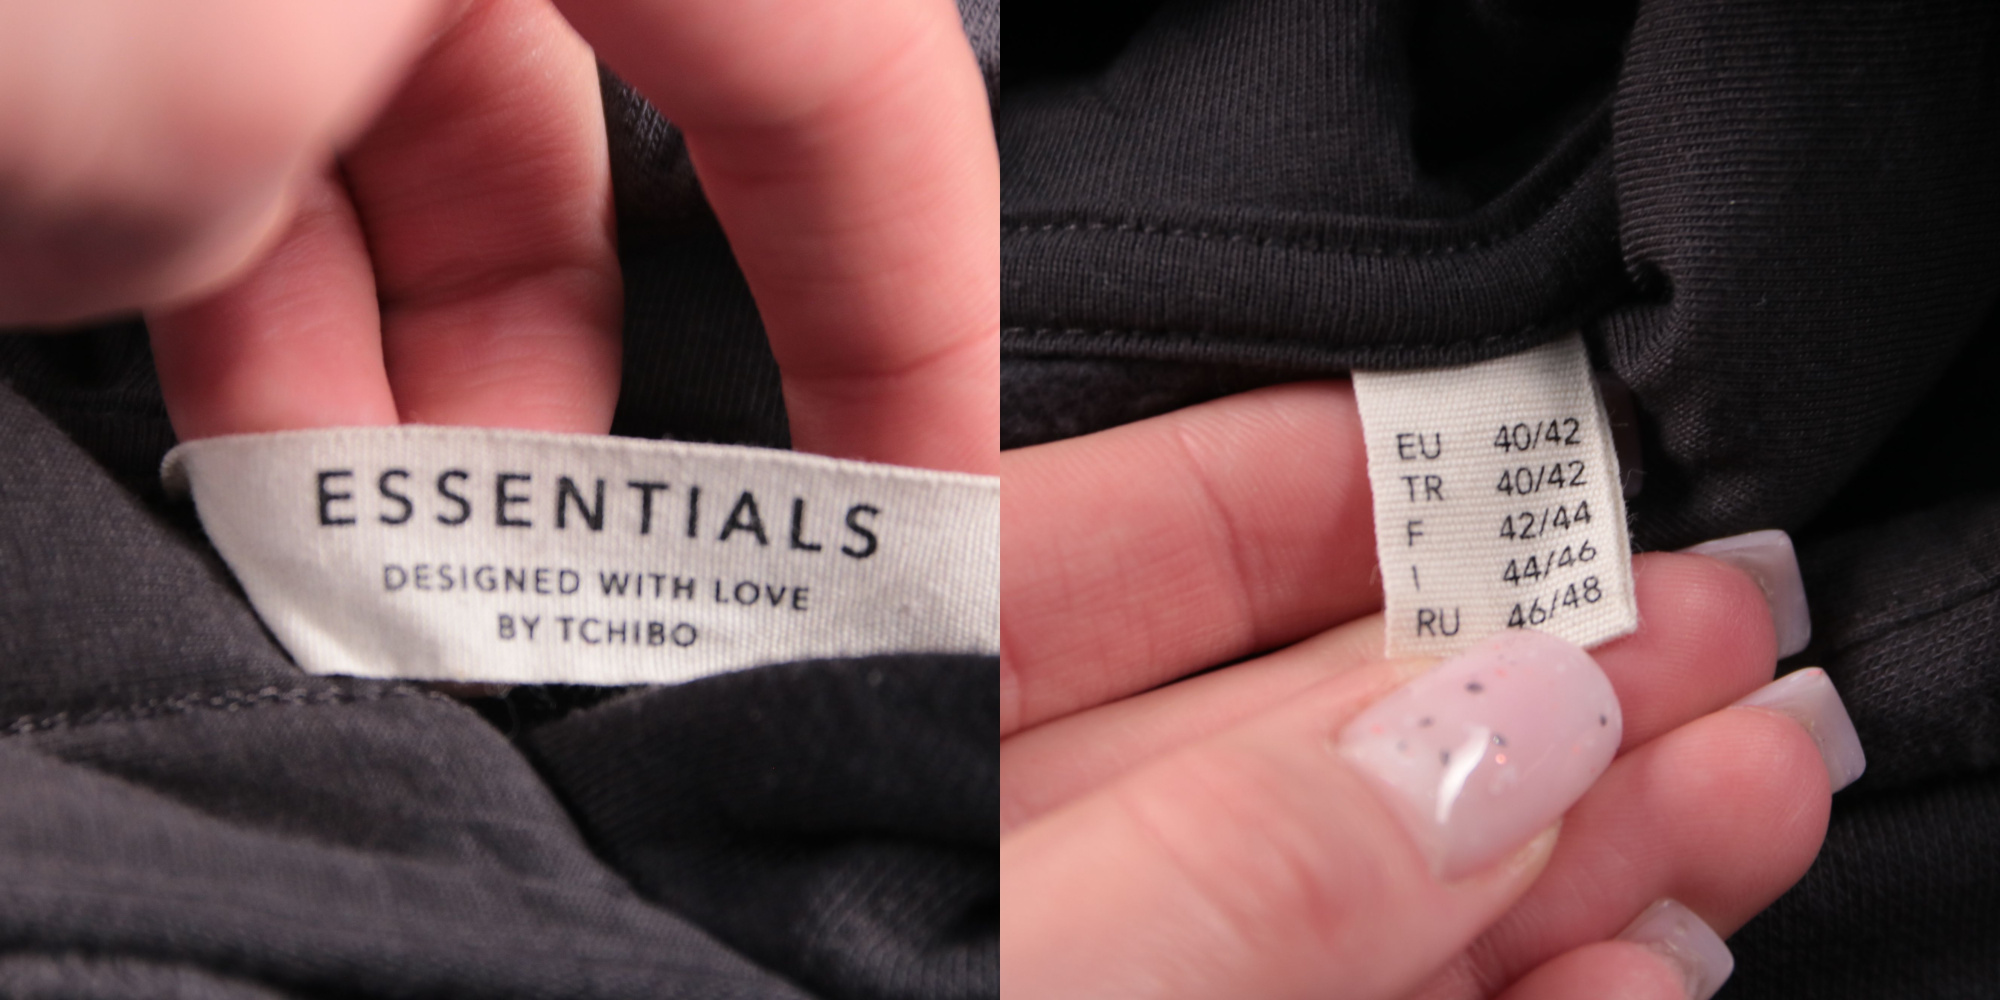 ESSENTIALS
DESIGNED WITH LOVE
BY TCHIBO
EU 40/42
TR 40/42
F 42/44
I 44/46
RU 46/48